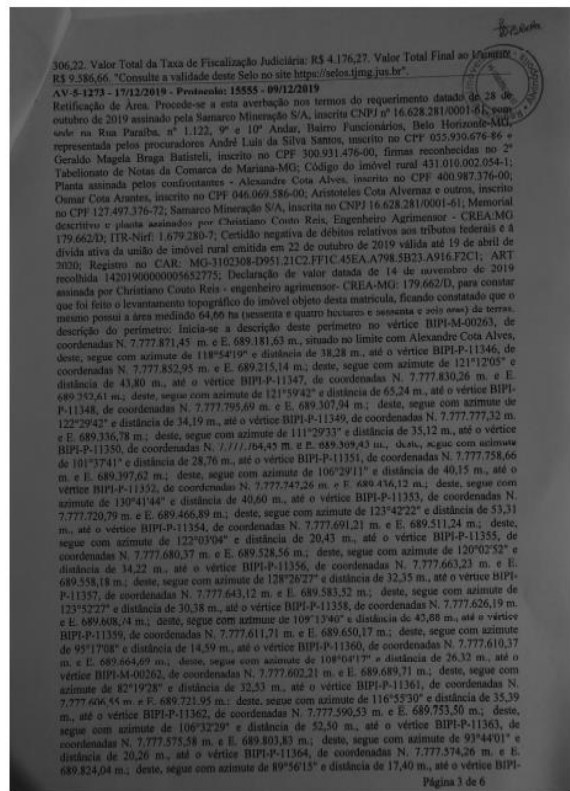 306,22. Valor Total da Taxa de Fiscalização Judiciária: R$ 4.176,27. Valor Total Final ao
R$ 9.586,66. "Consulte a validade deste Selo no site https://selos.tjmg.jus.br".
AV-5-1273 - 17/12/2019 - Protocolo: 15555 - 09/12/2019
Retificação de Área. Procede-se a esta averbação nos termos do requerimento datado de 28 de
outubro de 2019 assinado pela Samarco Mineração S/A, inscrita CNPJ nº 16.628.281/0001-61, com
sede na Rua Paraíba, nº 1.122, 9º e 10º Andar, Bairro Funcionários, Belo Horizonte-MG,
representada pelos procuradores André Luis da Silva Santos, inscrito no CPF 055.930.676-86 e
Geraldo Magela Braga Batisteli, inscrito no CPF 300.931.476-00, firmas reconhecidas no 2º
Tabelionato de Notas da Comarca de Mariana-MG; Código do imóvel rural 431.010.002.054-1;
Planta assinada pelos confrontantes - Alexandre Cota Alves, inscrito no CPF 400.987.376-00;
Osmar Cota Arantes, inscrito no CPF 046.069.586-00; Aristoteles Cota Alvernaz e outros, inscrito
no CPF 127.497.376-72; Samarco Mineração S/A, inscrita no CNPJ 16.628.281/0001-61; Memorial
descritivo e planta assinados por Christiano Couto Reis, Engenheiro Agrimensor - CREA:MG
179.662/D; ITR-Nirf: 1.679.280-7; Certidão negativa de débitos relativos aos tributos federais e à
dívida ativa da união de imóvel rural emitida em 22 de outubro de 2019 válida até 19 de abril de
2020; Registro no CAR: MG-3102308-D951.21C2.FF1C.45EA.A798.5B23.A916.F2C1; ART
recolhida 14201900000005652775; Declaração de valor datada de 14 de novembro de 2019
assinada por Christiano Couto Reis - engenheiro agrimensor- CREA-MG: 179.662/D, para constar
que foi feito o levantamento topográfico do imóvel objeto desta matricula, ficando constatado que o
mesmo possui a área medindo 64,66 ha (sessenta e quatro hectares e sessenta e seis ares) de terras,
descrição do perímetro: Inicia-se a descrição deste perímetro no vértice BIPI-M-00263, de
coordenadas N. 7.777.871,45 m. e E. 689.181,63 m., situado no limite com Alexandre Cota Alves,
deste, segue com azimute de 118°54'19" e distância de 38,28 m., até o vértice BIPI-P-11346, de
coordenadas N. 7.777.852,95 m. e E. 689.215,14 m.; deste, segue com azimute de 121°12'05" e
distância de 43,80 m., até o vértice BIPI-P-11347, de coordenadas N. 7.777.830,26 m. e E.
689.252,61 m.; deste, segue com azimute de 121°59'42" e distância de 65,24 m., até o vértice BIPI-
P-11348, de coordenadas N. 7.777.795,69 m. e E. 689.307,94 m.; deste, segue com azimute de
122°29'42" e distância de 34,19 m., até o vértice BIPI-P-11349, de coordenadas N. 7.777.777,32 m.
e E. 689.336,78 m.; deste, segue com azimute de 111°29'33" e distância de 35,12 m., até o vértice
BIPI-P-11350, de coordenadas N. 7.777.764,45 m. e E. 689.369,45 m.; deste, segue com azimute
de 101°37'41" e distância de 28,76 m., até o vértice BIPI-P-11351, de coordenadas N. 7.777.758,66
m. e E. 689.397,62 m.; deste, segue com azimute de 106°29'11" e distância de 40,15 m., até o
vértice BIPI-P-11352, de coordenadas N. 7.777.747,26 m. e E. 689.436,12 m.; deste, segue com
azimute de 130°41'44" e distância de 40,60 m., até o vértice BIPI-P-11353, de coordenadas N.
7.777.720,79 m. e E. 689.466,89 m.; deste, segue com azimute de 123°42'22" e distância de 53,31
m., até o vértice BIPI-P-11354, de coordenadas N. 7.777.691,21 m. e E. 689.511,24 m.; deste,
segue com azimute de 122°03'04" e distância de 20,43 m., até o vértice BIPI-P-11355, de
coordenadas N. 7.777.680,37 m. e E. 689.528,56 m.; deste, segue com azimute de 120°02'52" e
distância de 34,22 m., até o vértice BIPI-P-11356, de coordenadas N. 7.777.663,23 m. e E.
689.558,18 m.; deste, segue com azimute de 128°26'27" e distância de 32,35 m., até o vértice BIPI-
P-11357, de coordenadas N. 7.777.643,12 m. e E. 689.583,52 m.; deste, segue com azimute de
123°52'27" e distância de 30,38 m., até o vértice BIPI-P-11358, de coordenadas N. 7.777.626,19 m.
e E. 689.608,74 m.; deste, segue com azimute de 109°13'40" e distância de 43,88 m., até o vértice
BIPI-P-11359, de coordenadas N. 7.777.611,71 m. e E. 689.650,17 m.; deste, segue com azimute
de 95°17'08" e distância de 14,59 m., até o vértice BIPI-P-11360, de coordenadas N. 7.777.610,37
m. e E. 689.664,69 m.; deste, segue com azimute de 108°04'17" e distância de 26,32 m., até o
vértice BIPI-M-00262, de coordenadas N. 7.777.602,21 m. e E. 689.689,71 m.; deste, segue com
azimute de 82°19'28" e distância de 32,53 m., até o vértice BIPI-P-11361, de coordenadas N.
7.777.606,55 m. e E. 689.721,95 m.; deste, segue com azimute de 116°55'30" e distância de 35,39
m., até o vértice BIPI-P-11362, de coordenadas N. 7.777.590,53 m. e E. 689.753,50 m.; deste,
segue com azimute de 106°32'29" e distância de 52,50 m., até o vértice BIPI-P-11363, de
coordenadas N. 7.777.575,58 m. e E. 689.803,83 m.; deste, segue com azimute de 93°44'01" e
distância de 20,26 m., até o vértice BIPI-P-11364, de coordenadas N. 7.777.574,26 m. e E.
689.824,04 m.; deste, segue com azimute de 89°56'15" e distância de 17,40 m., até o vértice BIPI-
Página 3 de 6